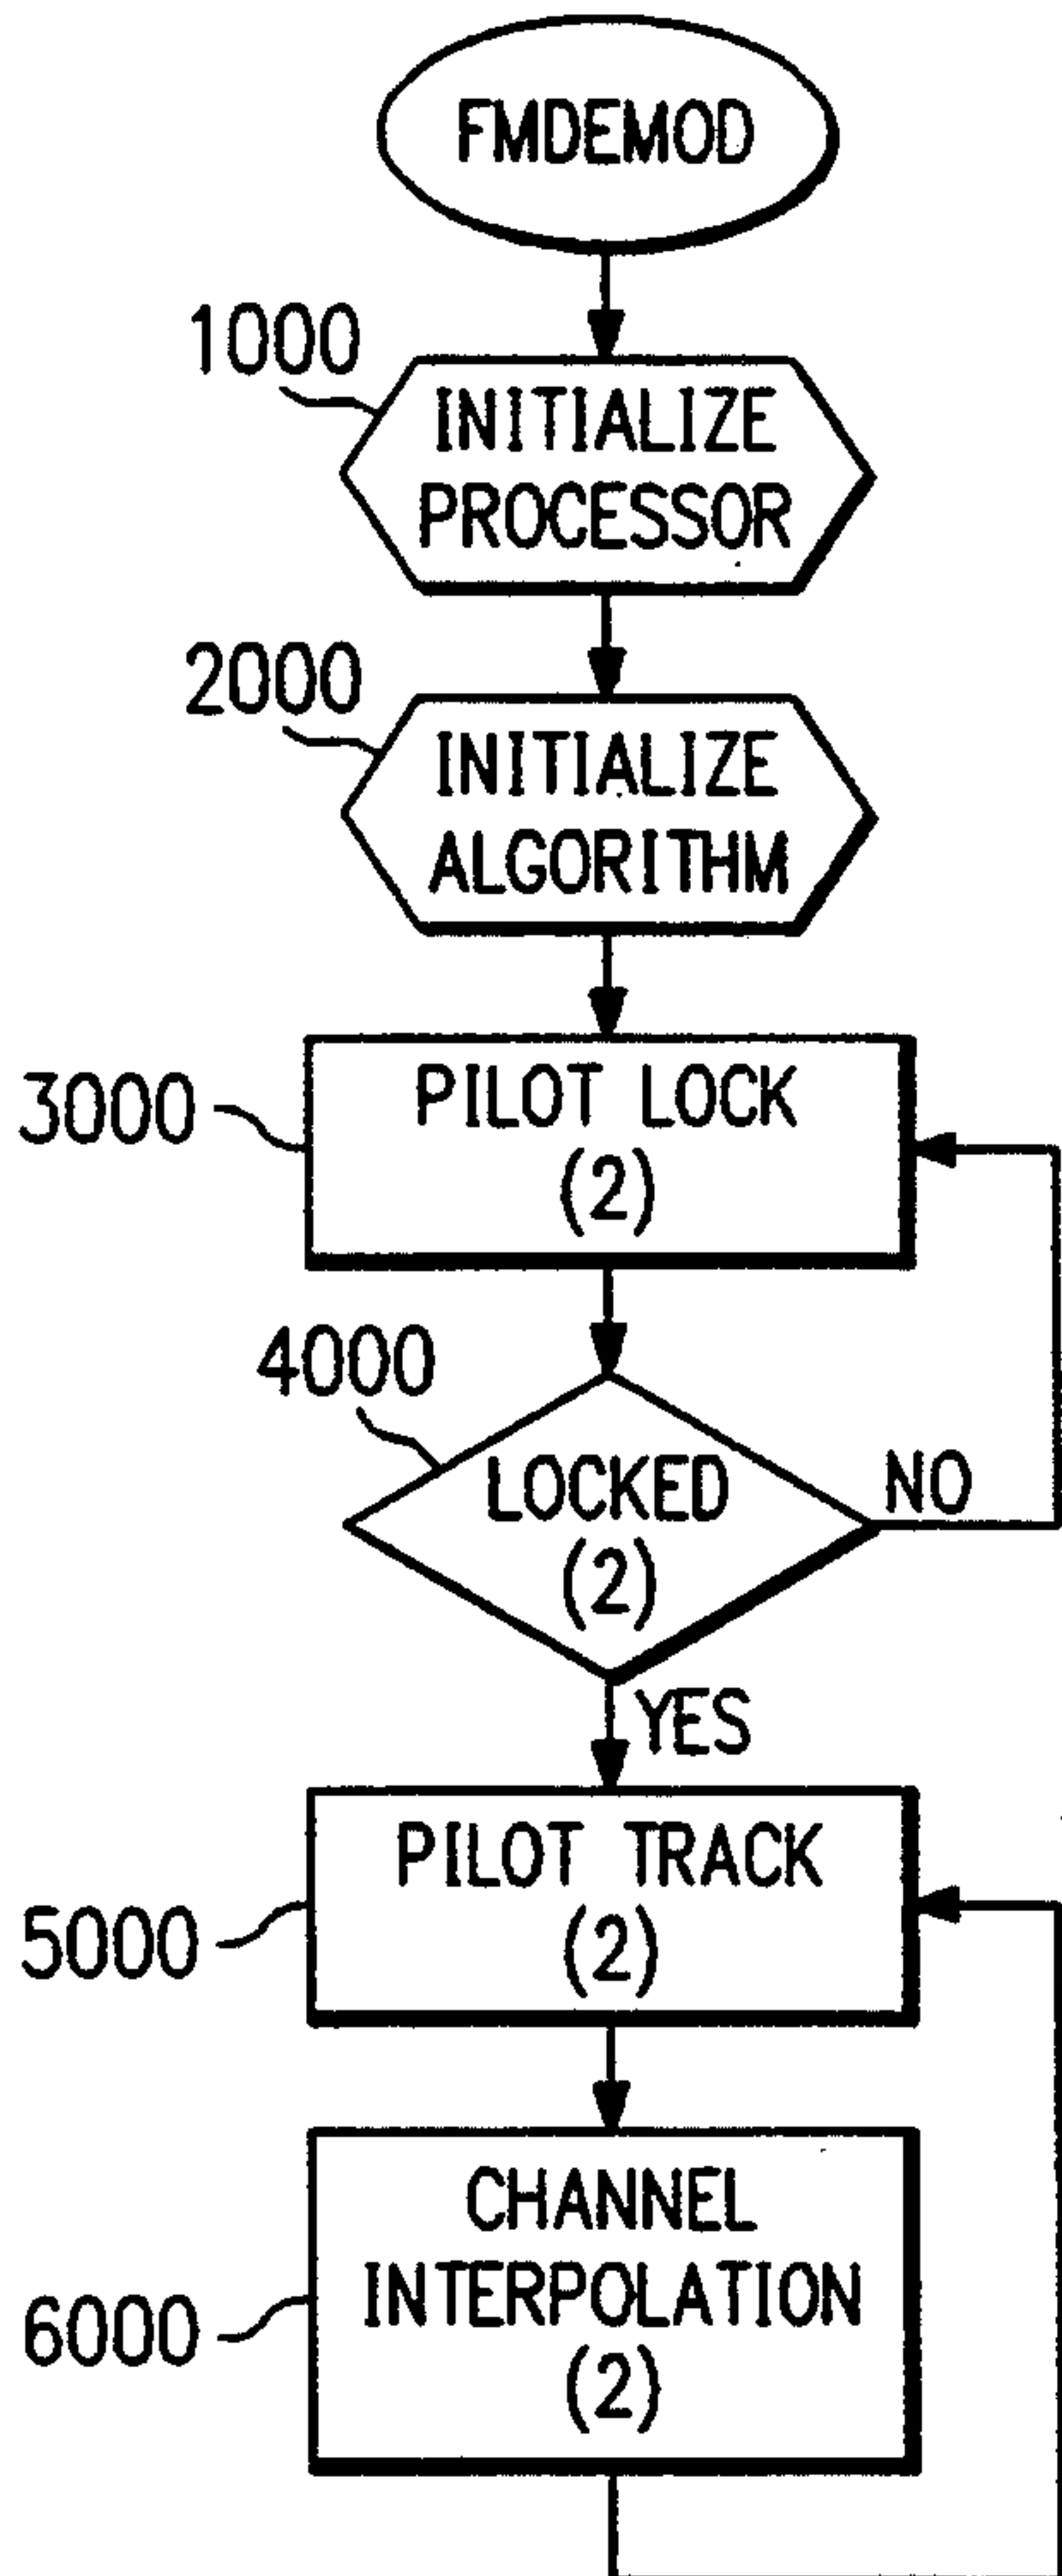 FMDEMOD
1000
INITIALIZE
PROCESSOR
2000
INITIALIZE
ALGORITHM
3000
PILOT LOCK
(2)
4000
LOCKED
(2)
NO
YES
5000
PILOT TRACK
(2)
6000
CHANNEL
INTERPOLATION
(2)